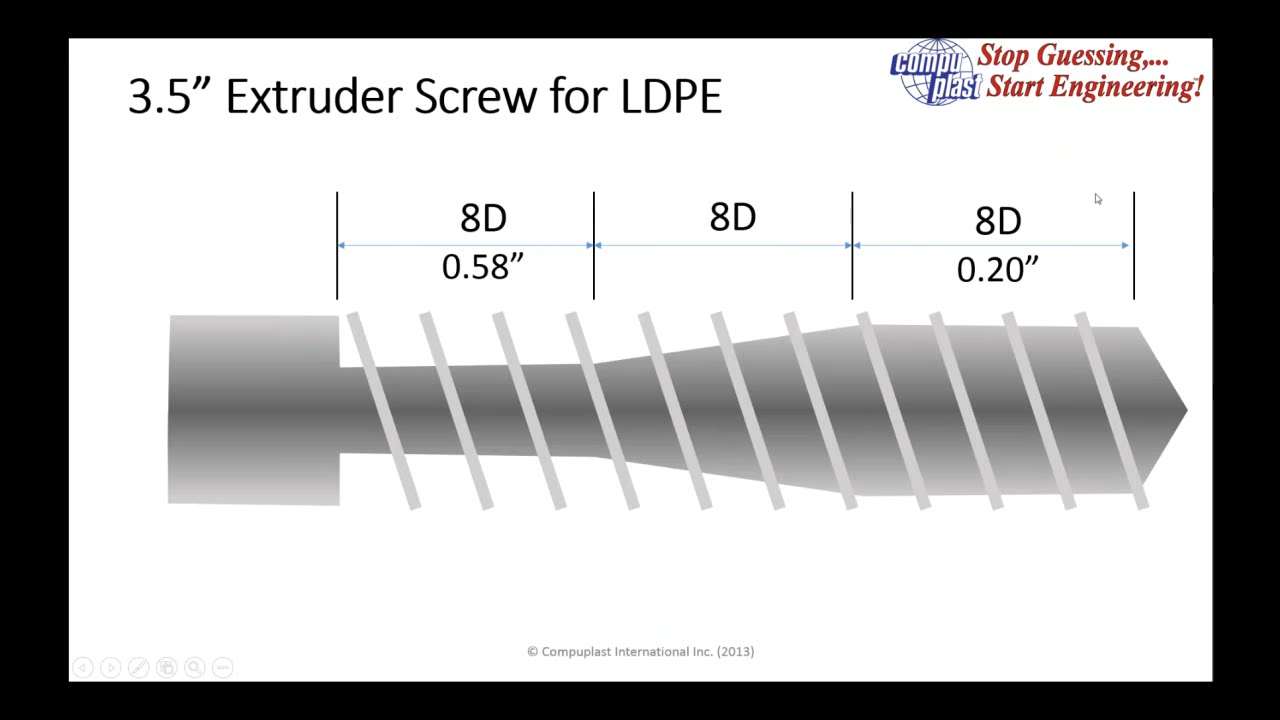 compu
plast
Stop Guessing,...
Start Engineering!
3.5” Extruder Screw for LDPE
8D
8D
8D
0.58”
0.20”
© Compuplast International Inc. (2013)